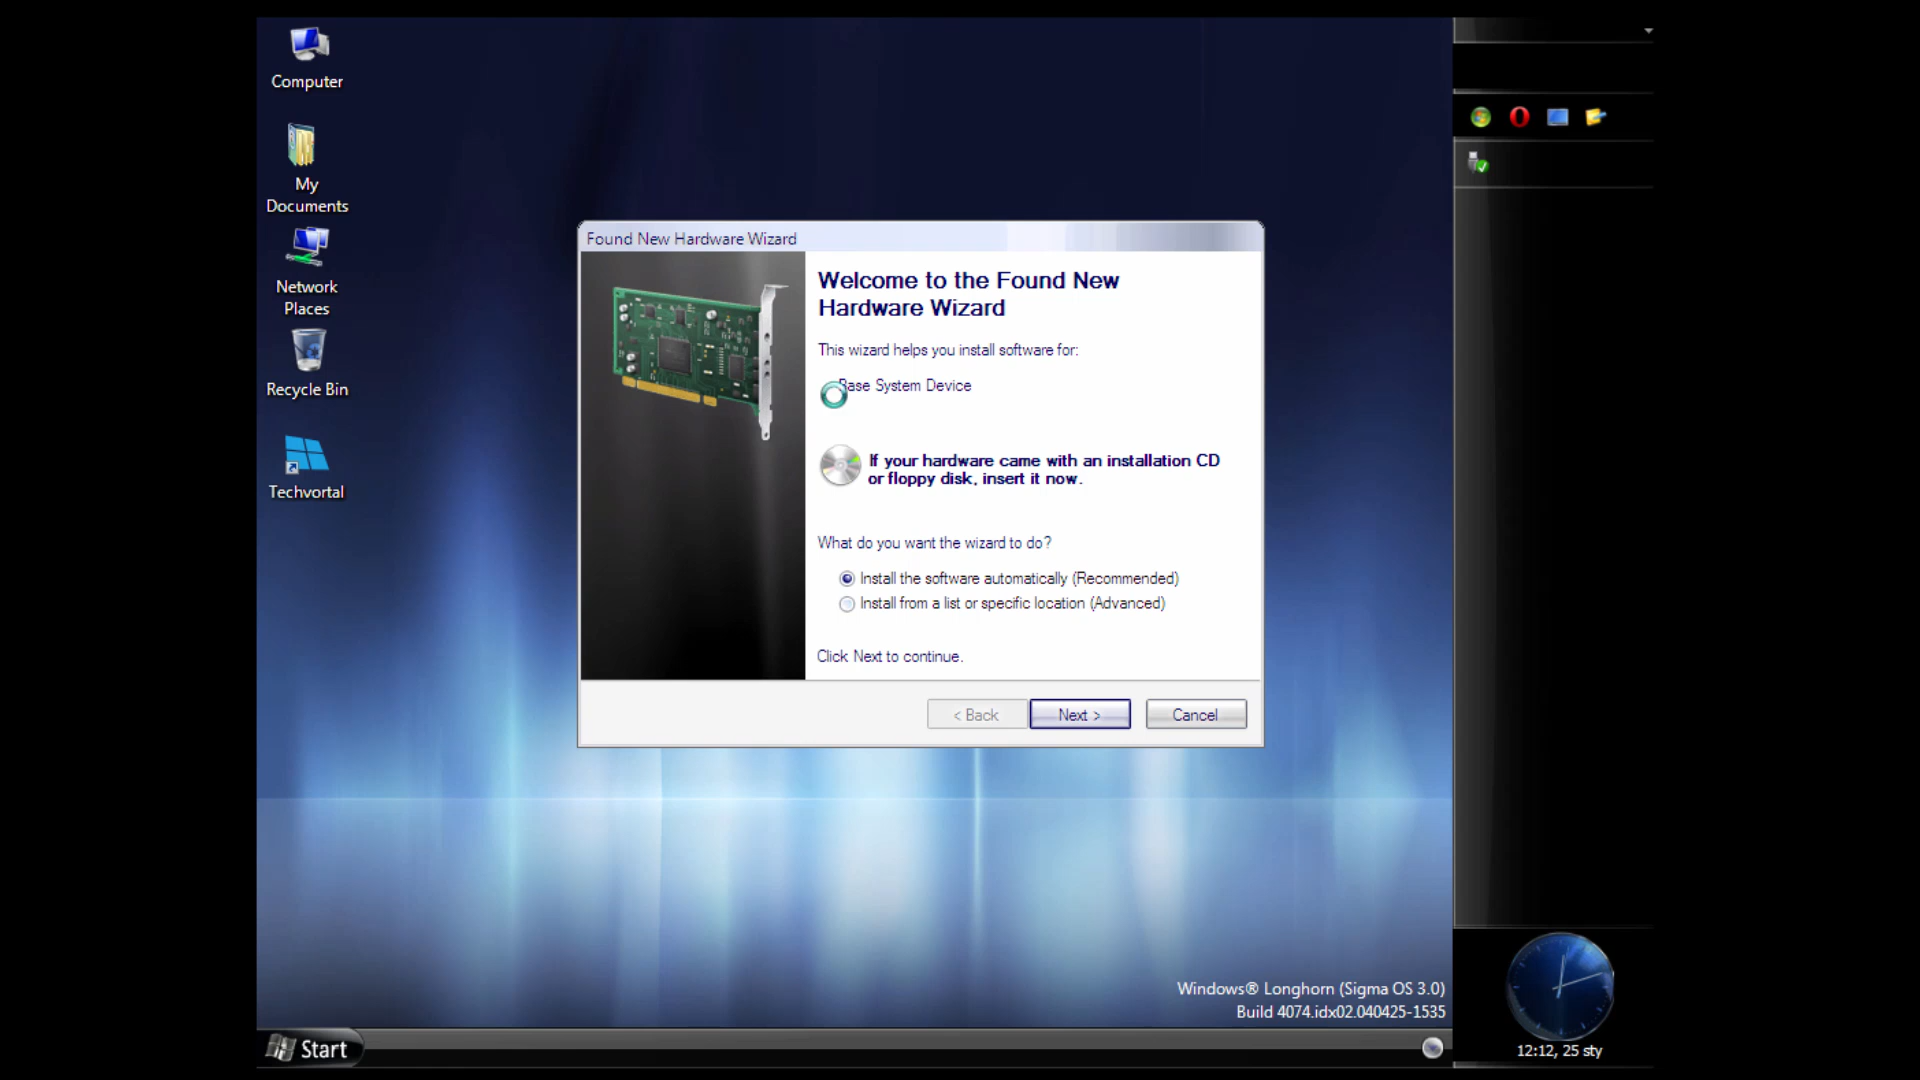 Computer
My
Documents
Network
Places
Recycle Bin
Techvortal
Found New Hardware Wizard
Welcome to the Found New
Hardware Wizard
This wizard helps you install software for:
Base System Device
If your hardware came with an installation CD
or floppy disk, insert it now.
What do you want the wizard to do?
Install the software automatically (Recommended)
Install from a list or specific location (Advanced)
Click Next to continue.
< Back
Next >
Cancel
Windows® Longhorn (Sigma OS 3.0)
Build 4074.idx02.040425-1535
Start
12:12, 25 sty